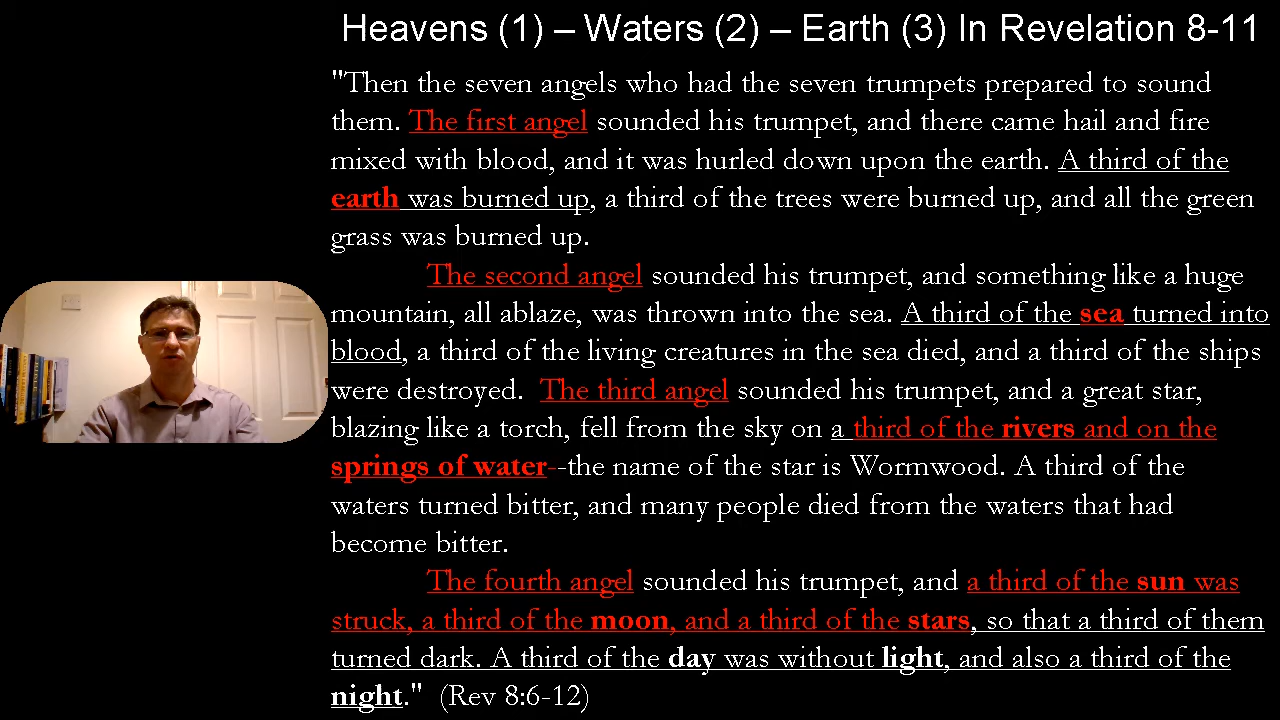 Heavens (1) – Waters (2) – Earth (3) In Revelation 8-11
"Then the seven angels who had the seven trumpets prepared to sound
them. The first angel sounded his trumpet, and there came hail and fire
mixed with blood, and it was hurled down upon the earth. A third of the
earth was burned up, a third of the trees were burned up, and all the green
grass was burned up.
The second angel sounded his trumpet, and something like a huge
mountain, all ablaze, was thrown into the sea. A third of the sea turned into
blood, a third of the living creatures in the sea died, and a third of the ships
were destroyed. The third angel sounded his trumpet, and a great star,
blazing like a torch, fell from the sky on a third of the rivers and on the
springs of water--the name of the star is Wormwood. A third of the
waters turned bitter, and many people died from the waters that had
become bitter.
The fourth angel sounded his trumpet, and a third of the sun was
struck, a third of the moon, and a third of the stars, so that a third of them
turned dark. A third of the day was without light, and also a third of the
night." (Rev 8:6-12)